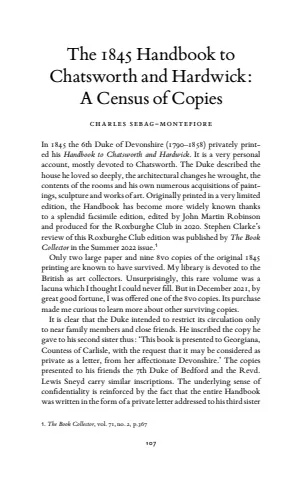 The 1845 Handbook to
Chatsworth and Hardwick:
A Census of Copies
CHARLES SEBAG-MONTEFIORE
In 1845 the 6th Duke of Devonshire (1790–1858) privately print-
ed his Handbook to Chatsworth and Hardwick. It is a very personal
account, mostly devoted to Chatsworth. The Duke described the
house he loved so deeply, the architectural changes he wrought, the
contents of the rooms and his own numerous acquisitions of paint-
ings, sculpture and works of art. Originally printed in a very limited
edition, the Handbook has become more widely known thanks
to a splendid facsimile edition, edited by John Martin Robinson
and produced for the Roxburghe Club in 2020. Stephen Clarke's
review of this Roxburghe Club edition was published by The Book
Collector in the Summer 2022 issue.¹
Only two large paper and nine 8vo copies of the original 1845
printing are known to have survived. My library is devoted to the
British as art collectors. Unsurprisingly, this rare volume was a
lacuna which I thought I could never fill. But in December 2021, by
great good fortune, I was offered one of the 8vo copies. Its purchase
made me curious to learn more about other surviving copies.
It is clear that the Duke intended to restrict its circulation only
to near family members and close friends. He inscribed the copy he
gave to his second sister thus: 'This book is presented to Georgiana,
Countess of Carlisle, with the request that it may be considered as
private as a letter, from her affectionate Devonshire.' The copies
presented to his friends the 7th Duke of Bedford and the Revd.
Lewis Sneyd carry similar inscriptions. The underlying sense of
confidentiality is reinforced by the fact that the entire Handbook
was written in the form of a private letter addressed to his third sister
1. The Book Collector, vol. 71, no. 2, p.367
107